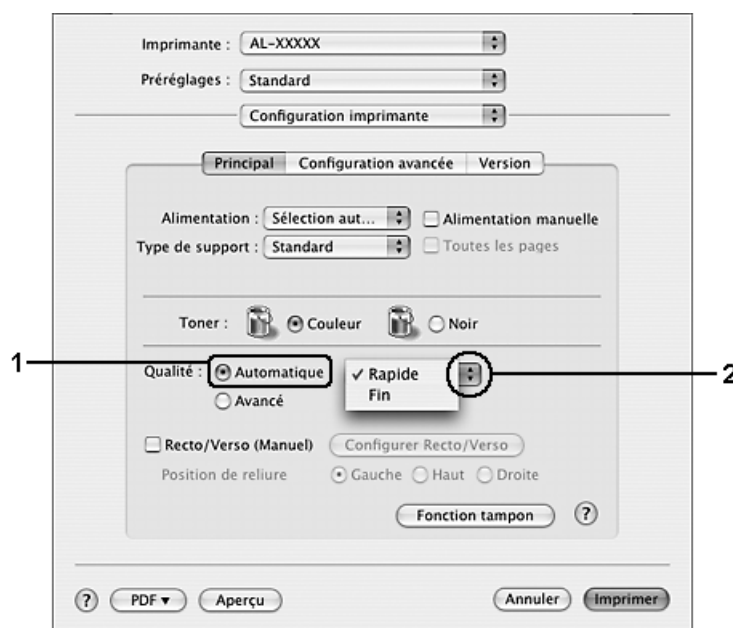 Imprimante : AL-XXXXX
Préréglages : Standard
Configuration imprimante
Principal Configuration avancée Version
Alimentation : Sélection aut... Alimentation manuelle
Type de support : Standard Toutes les pages
Toner : Couleur Noir
1 Qualité : Automatique ✓ Rapide 2
Fin
Avancé
Recto/Verso (Manuel) Configurer Recto/Verso
Position de reliure Gauche Haut Droite
Fonction tampon ?
? PDF ▼ Aperçu Annuler Imprimer